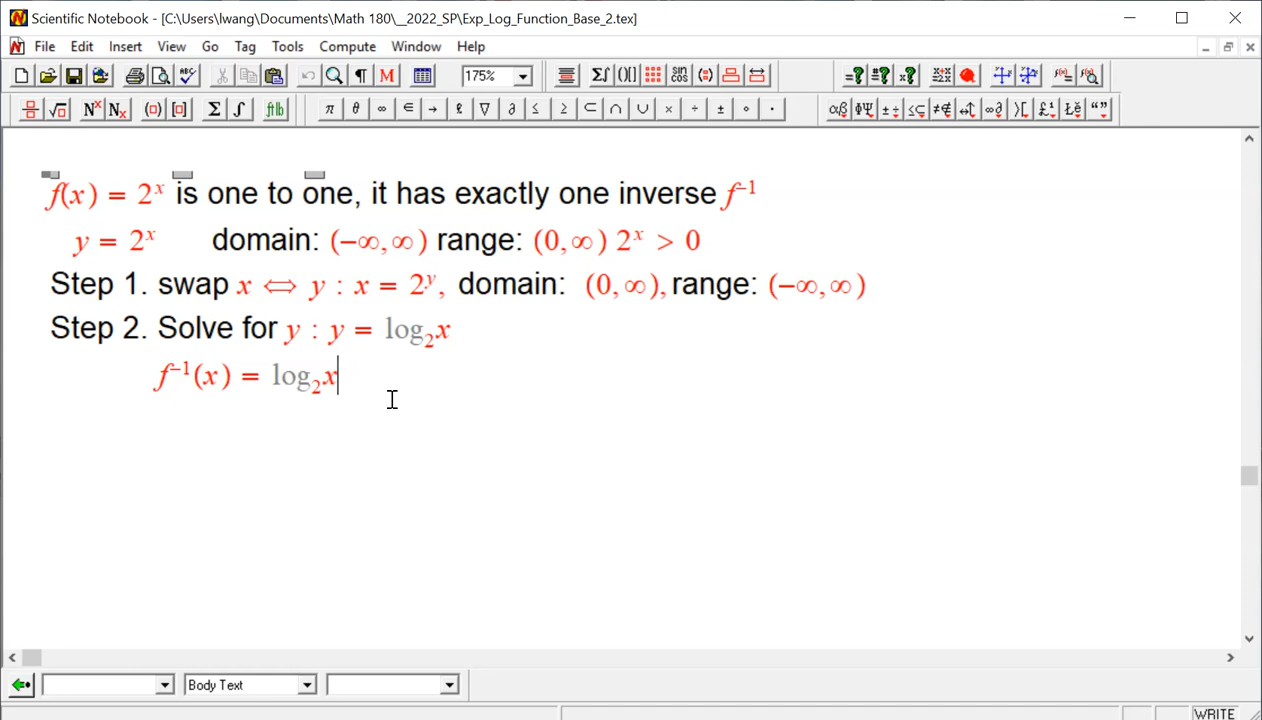 Scientific Notebook - [C:\Users\lwang\Documents\Math 180\__2022_SP\Exp_Log_Function_Base_2.tex]
File Edit Insert View Go Tag Tools Compute Window Help
175%
f(x) = 2^x is one to one, it has exactly one inverse f^{-1}
y = 2^x domain: (−∞, ∞) range: (0, ∞) 2^x > 0
Step 1. swap x ⟺ y : x = 2^y, domain: (0, ∞), range: (−∞, ∞)
Step 2. Solve for y : y = log_2 x
f^{-1}(x) = log_2 x
Body Text
WRITE